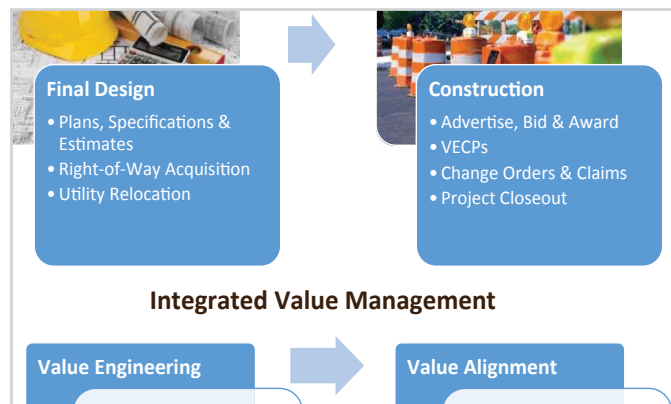 Final Design
• Plans, Specifications &
Estimates
• Right-of-Way Acquisition
• Utility Relocation
Construction
• Advertise, Bid & Award
• VECPs
• Change Orders & Claims
• Project Closeout
Integrated Value Management
Value Engineering
Value Alignment